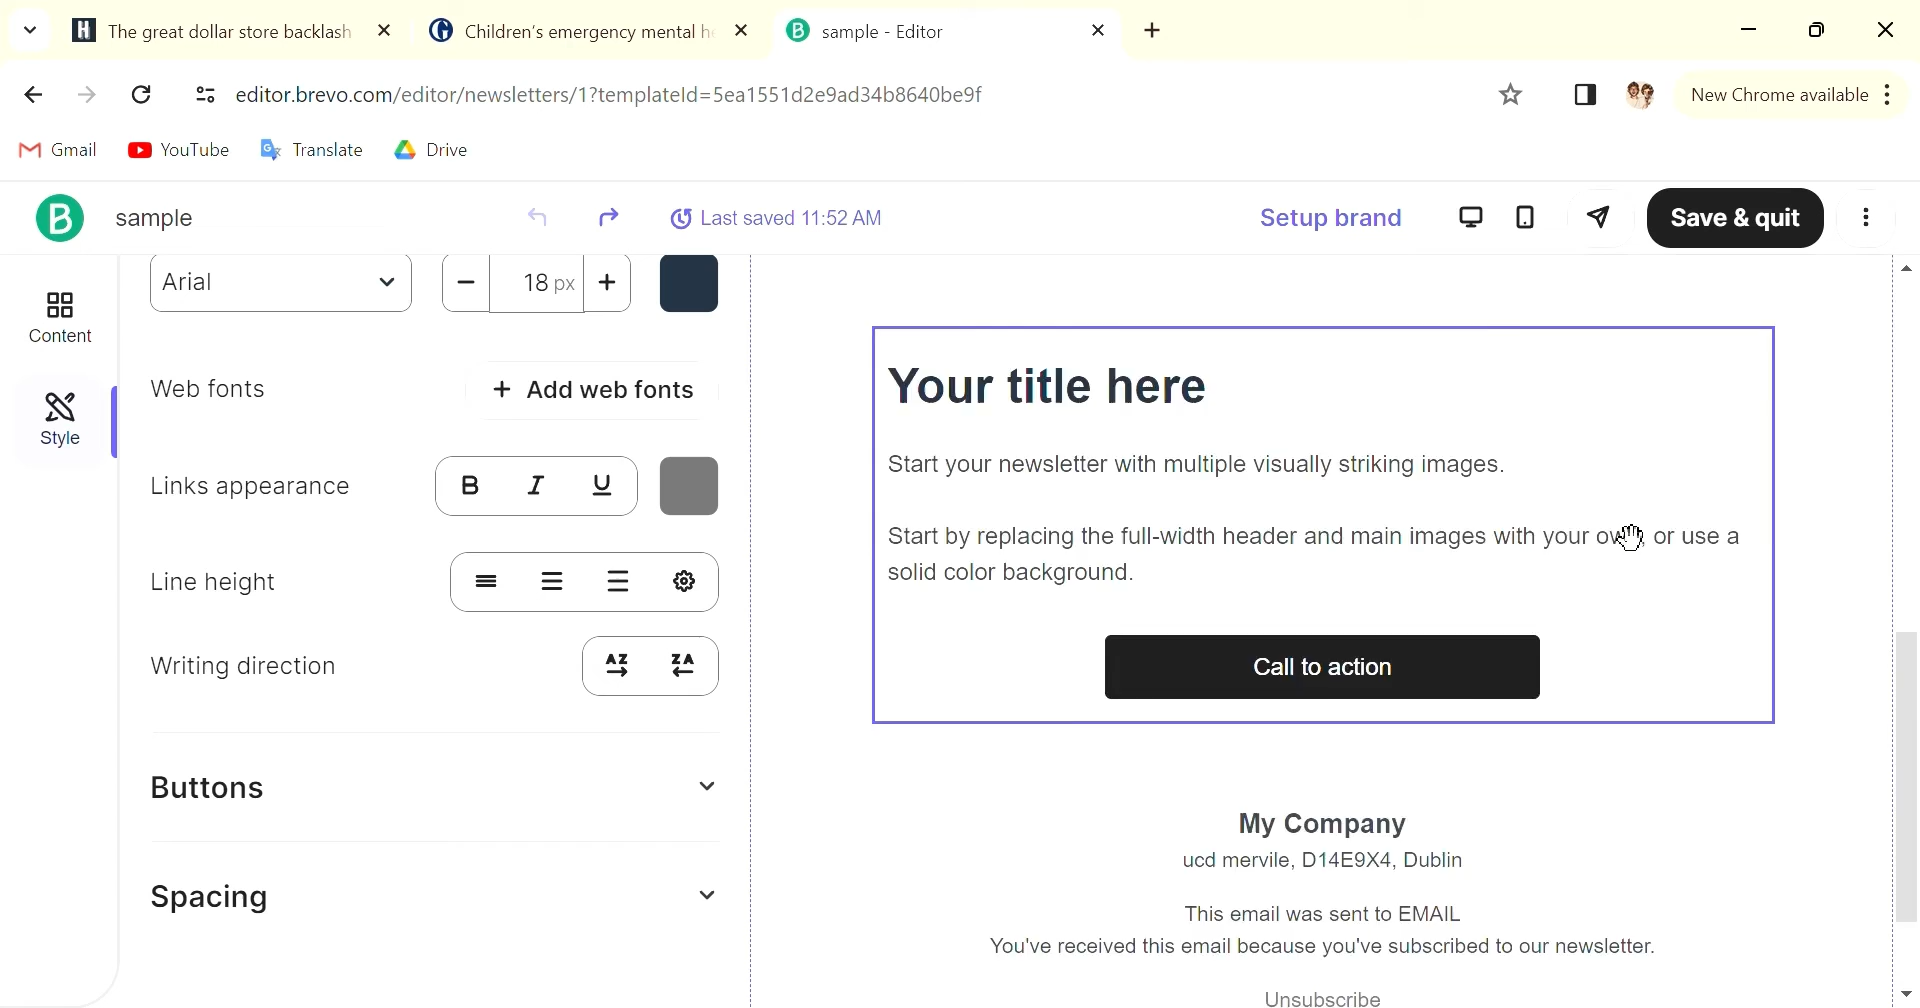 The great dollar store backlash
Children's emergency mental h
sample - Editor
editor.brevo.com/editor/newsletters/1?templateId=5ea1551d2e9ad34b8640be9f
New Chrome available
Gmail
YouTube
Translate
Drive
sample
Last saved 11:52 AM
Setup brand
Save & quit
Content
Style
Arial
18 px
Web fonts
+ Add web fonts
Links appearance
B I U
Line height
Writing direction
AZ ZA
Buttons
Spacing
Your title here
Start your newsletter with multiple visually striking images.
Start by replacing the full-width header and main images with your own, or use a
solid color background.
Call to action
My Company
ucd mervile, D14E9X4, Dublin
This email was sent to EMAIL
You've received this email because you've subscribed to our newsletter.
Unsubscribe